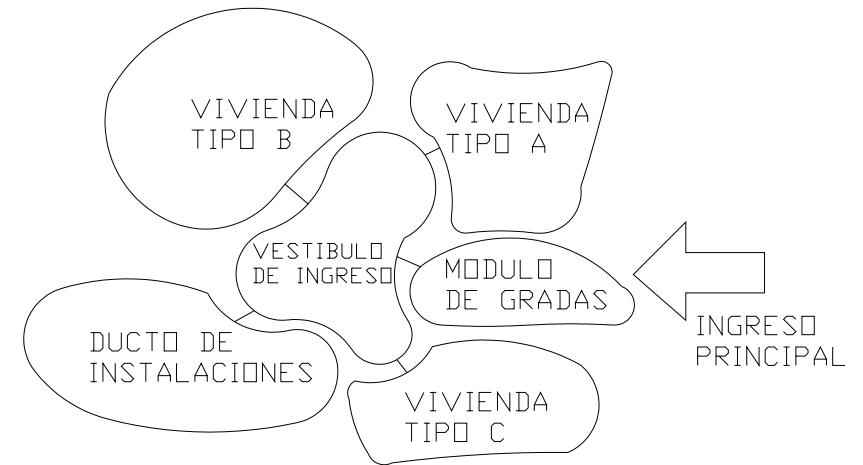 VIVIENDA
TIPO B
VIVIENDA
TIPO A
VESTIBULO
DE INGRESO
MODULO
DE GRADAS
INGRESO
PRINCIPAL
DUCTO DE
INSTALACIONES
VIVIENDA
TIPO C